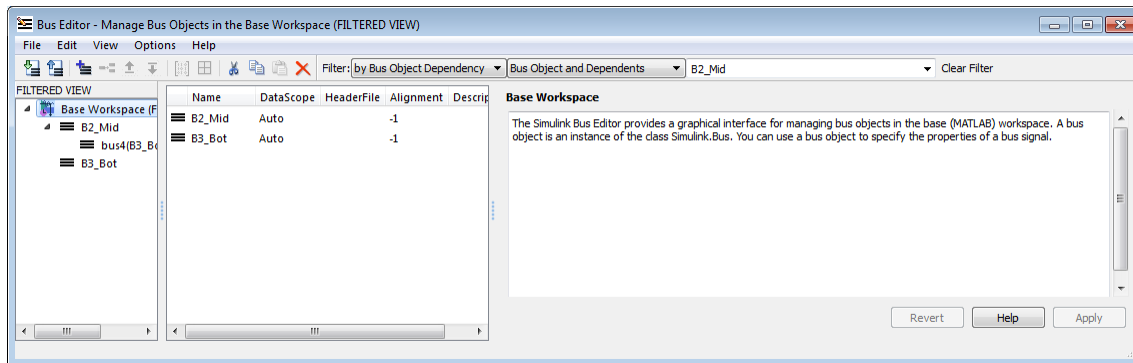 Bus Editor - Manage Bus Objects in the Base Workspace (FILTERED VIEW)
File Edit View Options Help
Filter: by Bus Object Dependency Bus Object and Dependents B2_Mid Clear Filter
FILTERED VIEW
Base Workspace (F
B2_Mid
bus4(B3_Bo
B3_Bot
Name DataScope HeaderFile Alignment Descrip
B2_Mid Auto -1
B3_Bot Auto -1
Base Workspace
The Simulink Bus Editor provides a graphical interface for managing bus objects in the base (MATLAB) workspace. A bus
object is an instance of the class Simulink.Bus. You can use a bus object to specify the properties of a bus signal.
Revert Help Apply